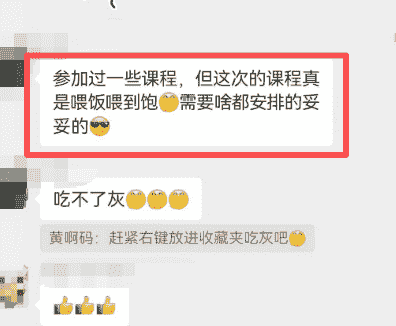 参加过一些课程，但这次的课程真
是喂饭喂到饱需要啥都安排的妥
妥的
吃不了灰
黄啊码：赶紧右键放进收藏夹吃灰吧